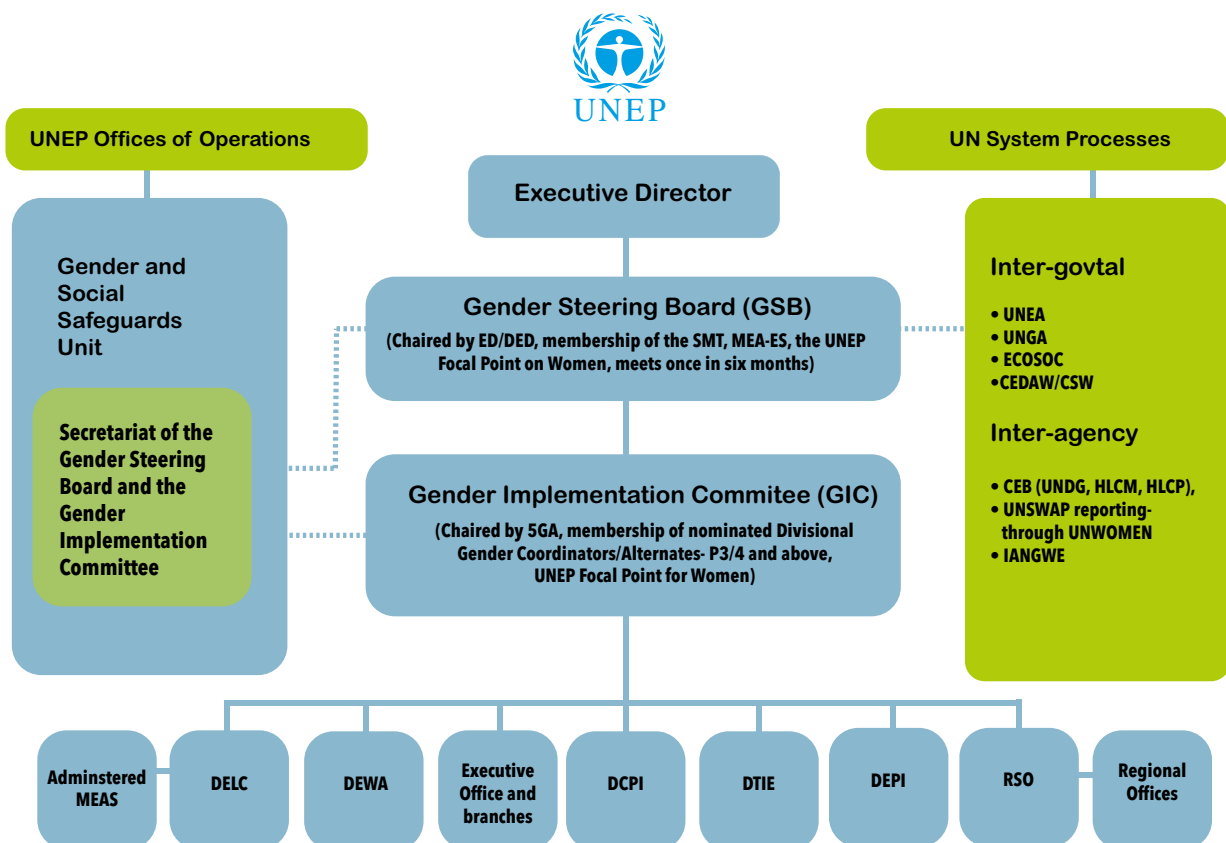 UNEP
UNEP Offices of Operations
UN System Processes
Executive Director
Gender and
Social
Safeguards
Unit
Secretariat of the
Gender Steering
Board and the
Gender
Implementation
Committee
Gender Steering Board (GSB)
(Chaired by ED/DED, membership of the SMT, MEA-ES, the UNEP
Focal Point on Women, meets once in six months)
Gender Implementation Commitee (GIC)
(Chaired by 5GA, membership of nominated Divisional
Gender Coordinators/Alternates- P3/4 and above,
UNEP Focal Point for Women)
Inter-govtal
• UNEA
• UNGA
• ECOSOC
•CEDAW/CSW
Inter-agency
• CEB (UNDG, HLCM, HLCP),
• UNSWAP reporting-
through UNWOMEN
• IANGWE
Adminstered
MEAS
DELC
DEWA
Executive
Office and
branches
DCPI
DTIE
DEPI
RSO
Regional
Offices